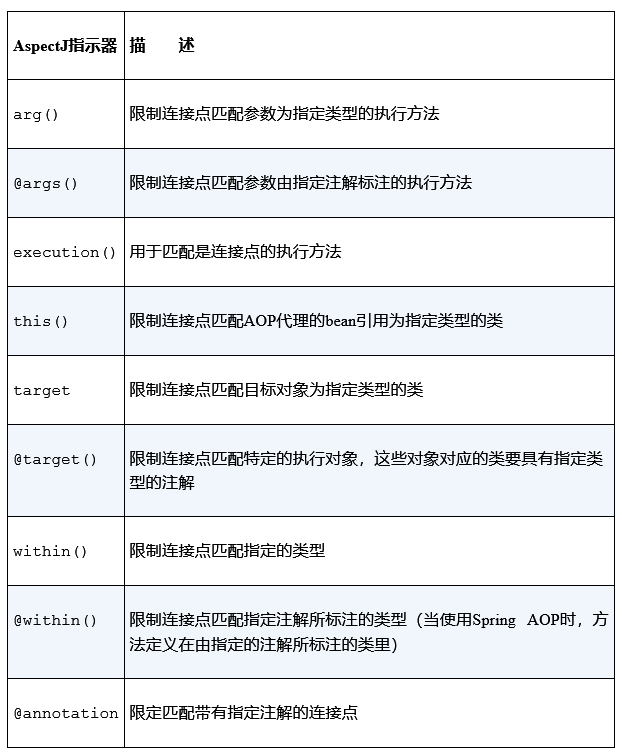 AspectJ指示器 描　　述
arg() 限制连接点匹配参数为指定类型的执行方法
@args() 限制连接点匹配参数由指定注解标注的执行方法
execution() 用于匹配是连接点的执行方法
this() 限制连接点匹配AOP代理的bean引用为指定类型的类
target 限制连接点匹配目标对象为指定类型的类
@target() 限制连接点匹配特定的执行对象，这些对象对应的类要具有指定类
型的注解
within() 限制连接点匹配指定的类型
@within() 限制连接点匹配指定注解所标注的类型（当使用Spring AOP时，方
法定义在由指定的注解所标注的类里）
@annotation 限定匹配带有指定注解的连接点